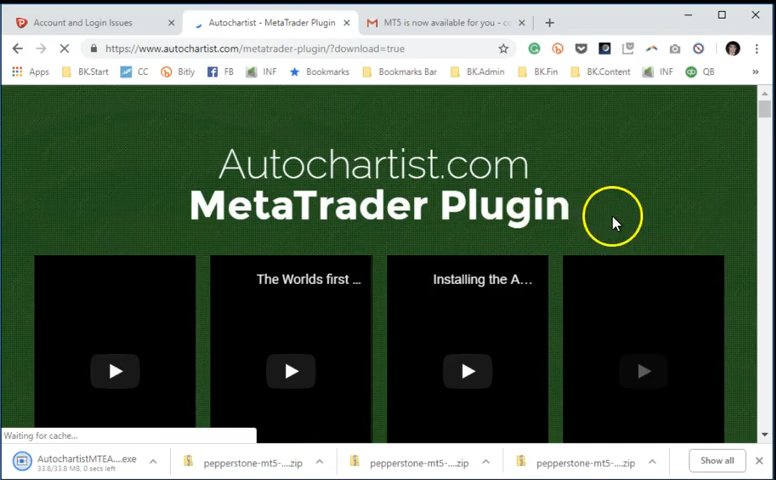 Account and Login Issues
Autochartist - MetaTrader Plugin
MT5 is now available for you - co
https://www.autochartist.com/metatrader-plugin/?download=true
Apps BK.Start CC Bitly FB INF Bookmarks Bookmarks Bar BK.Admin BK.Fin BK.Content INF QB
Autochartist.com
MetaTrader Plugin
The Worlds first ...
Installing the A...
Waiting for cache...
AutochartistMTEA....exe
33.8/33.8 MB, 0 secs left
pepperstone-mt5-....zip
pepperstone-mt5-....zip
pepperstone-mt5-....zip
Show all